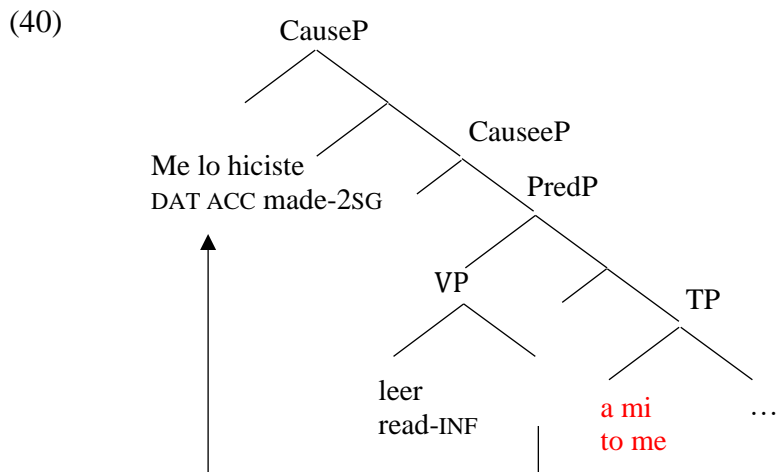 (40)
CauseP
CauseeP
Me lo hiciste
DAT ACC made-2SG
PredP
VP
TP
leer
read-INF
a mi
to me
…